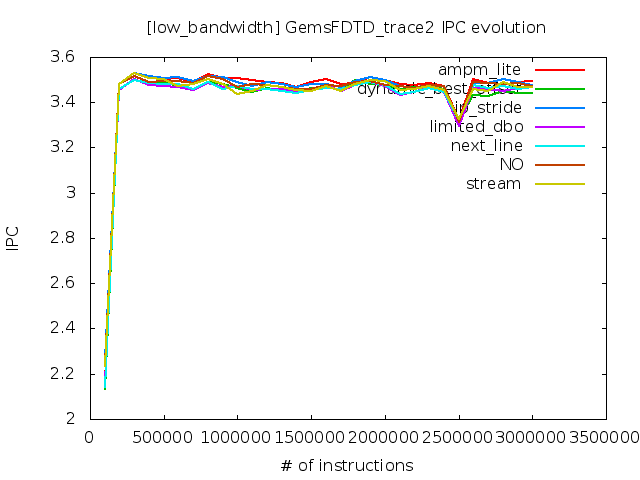 [low_bandwidth] GemsFDTD_trace2 IPC evolution
3.6
3.4
3.2
3
2.8
2.6
2.4
2.2
2
IPC
ampm_lite
limited_dbo
next_line
NO
stream
0 500000 1000000 1500000 2000000 2500000 3000000 3500000
# of instructions